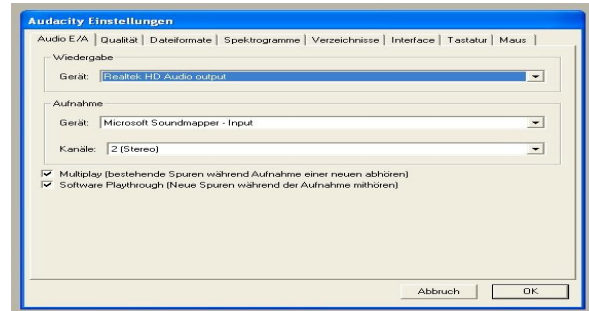 Audacity Einstellungen
Audio E/A Qualität Dateiformate Spektrogramme Verzeichnisse Interface Tastatur Maus
Wiedergabe
Gerät: Realtek HD Audio output
Aufnahme
Gerät: Microsoft Soundmapper - Input
Kanäle: 2 (Stereo)
Multiplay (bestehende Spuren während Aufnahme einer neuen abhören)
Software Playthrough (Neue Spuren während der Aufnahme mithören)
Abbruch OK